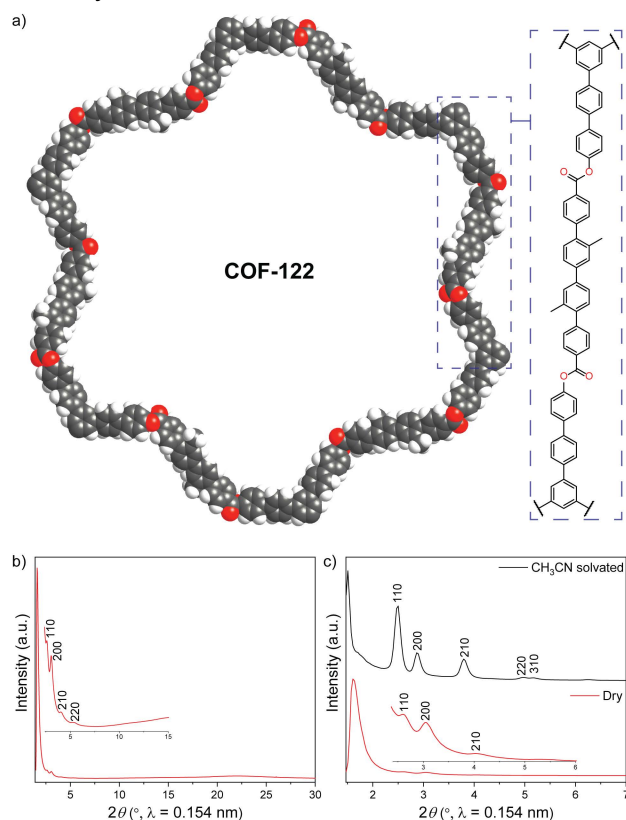 a)
O
O
COF-122
O
O
b)
110
200
210
220
5 10 15
Intensity (a.u.)
5 10 15 20 25 30
2θ (°, λ = 0.154 nm)
c)
CH₃CN solvated
110
200
210
220
310
Dry
110
200
210
3 4 5 6
Intensity (a.u.)
2 3 4 5 6 7
2θ (°, λ = 0.154 nm)